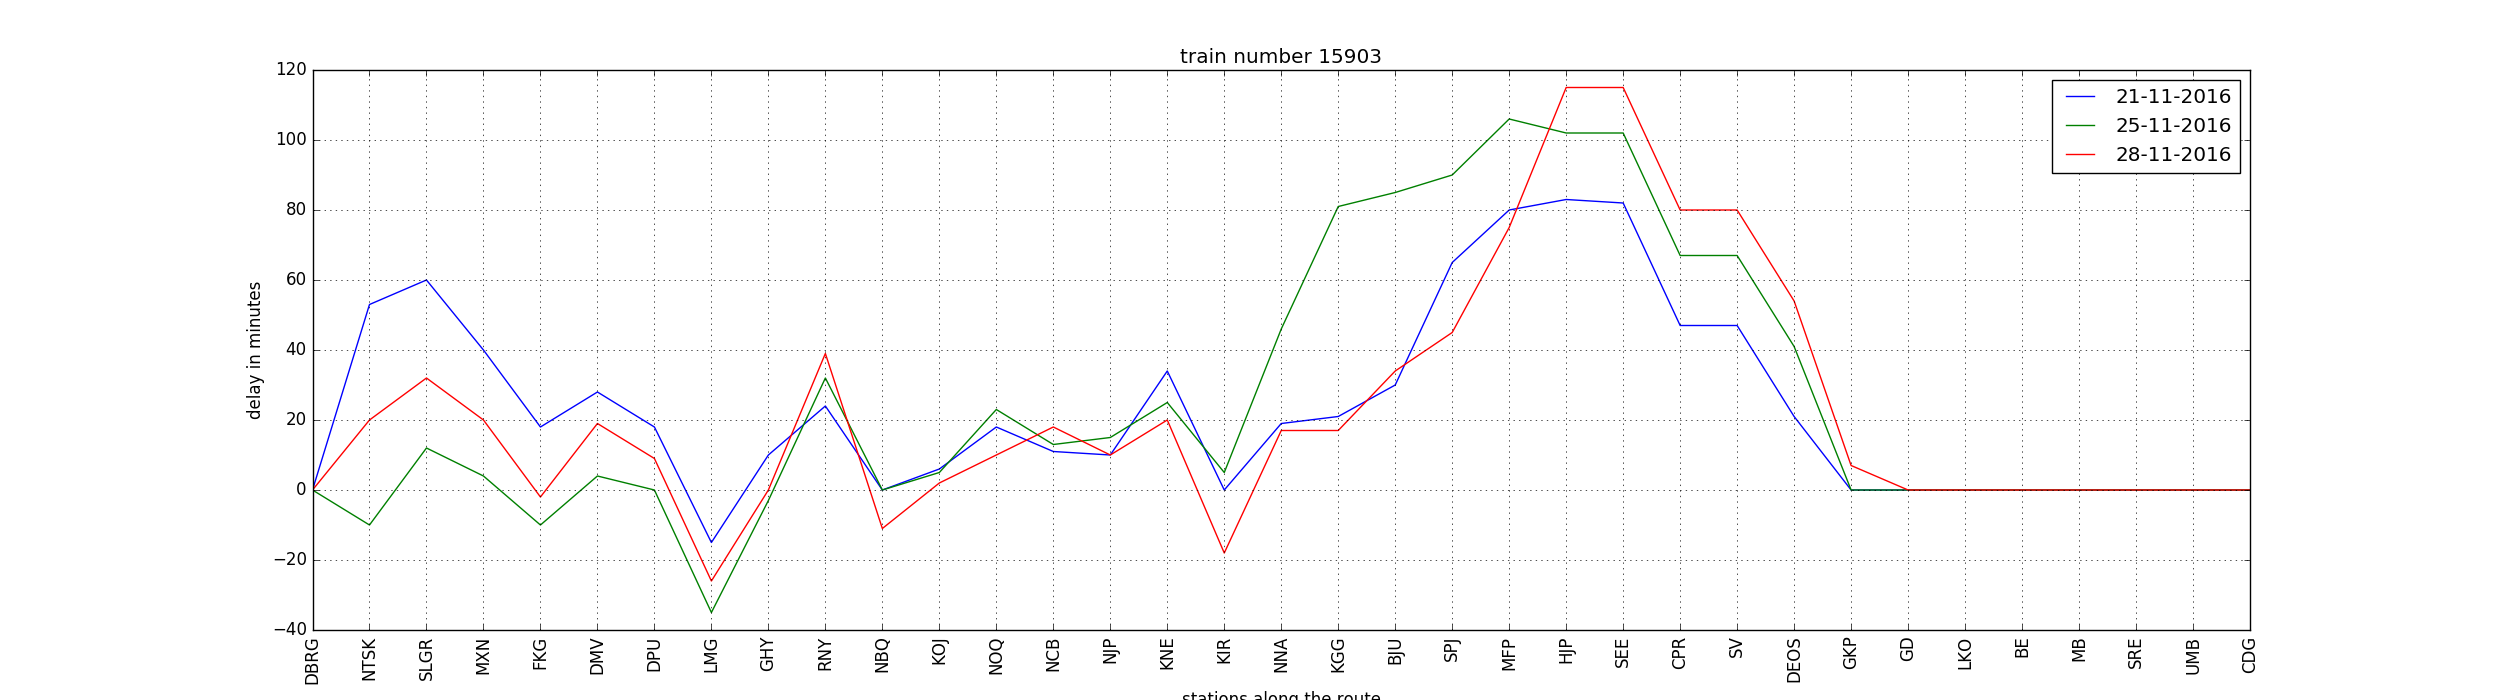 train number 15903
120
100
80
60
40
20
0
−20
−40
delay in minutes
21-11-2016
25-11-2016
28-11-2016
DBRG
NTSK
SLGR
MXN
FKG
DMV
DPU
LMG
GHY
RNY
NBQ
KOJ
NOQ
NCB
NJP
KNE
KIR
NNA
KGG
BJU
SPJ
MFP
HJP
SEE
CPR
SV
DEOS
GKP
GD
LKO
BE
MB
SRE
UMB
CDG
stations along the route